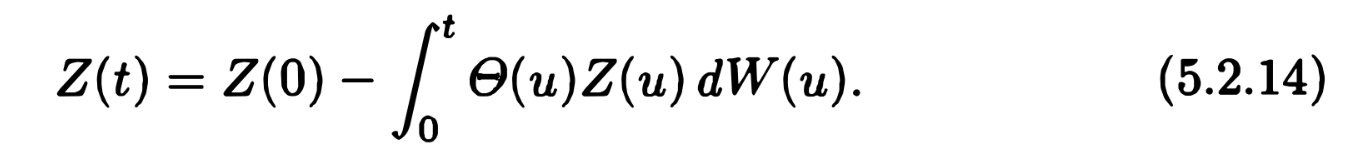 Z(t) = Z(0) − ∫₀ᵗ Θ(u)Z(u) dW(u). (5.2.14)